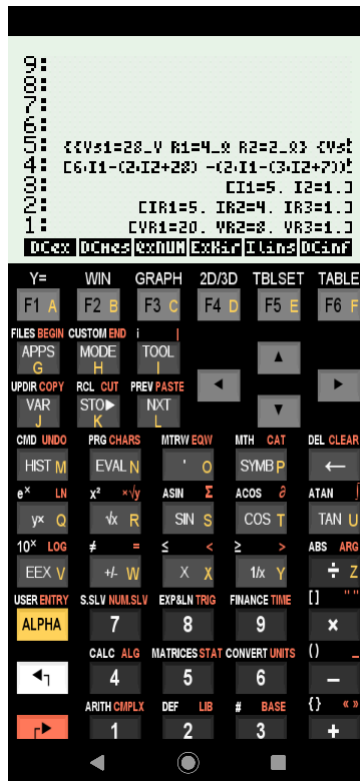 9:
8:
7:
6:
5: {{Vs1=28_V R1=4_Ω R2=2_Ω} {Vs
4: [6·I1-(2·I2+28) -(2·I1-(3·I2+7))
3: [I1=5. I2=1.]
2: [IR1=5. IR2=4. IR3=1.]
1: [VR1=20. VR2=8. VR3=1.]
DCex DCMes exNUM ExKir Ilins DCinf
Y= WIN GRAPH 2D/3D TBLSET TABLE
F1 A F2 B F3 C F4 D F5 E F6 F
FILES BEGIN CUSTOM END i |
APPS G MODE H TOOL I ▲
UPDIR COPY RCL CUT PREV PASTE ◀ ▶
VAR J STO▶ K NXT L ▼
CMD UNDO PRG CHARS MTRW EQW MTH CAT DEL CLEAR
HIST M EVAL N ' O SYMB P ←
eˣ LN x² ˣ√y ASIN Σ ACOS ∂ ATAN ∫
yˣ Q √x R SIN S COS T TAN U
10ˣ LOG ≠ = ≤ < ≥ > ABS ARG
EEX V +/- W X X 1/x Y ÷ Z
USER ENTRY S.SLV NUM.SLV EXP&LN TRIG FINANCE TIME [ ] " "
ALPHA 7 8 9 ×
CALC ALG MATRICES STAT CONVERT UNITS ( ) _
4 5 6 −
ARITH CMPLX DEF LIB # BASE { } « »
1 2 3 +